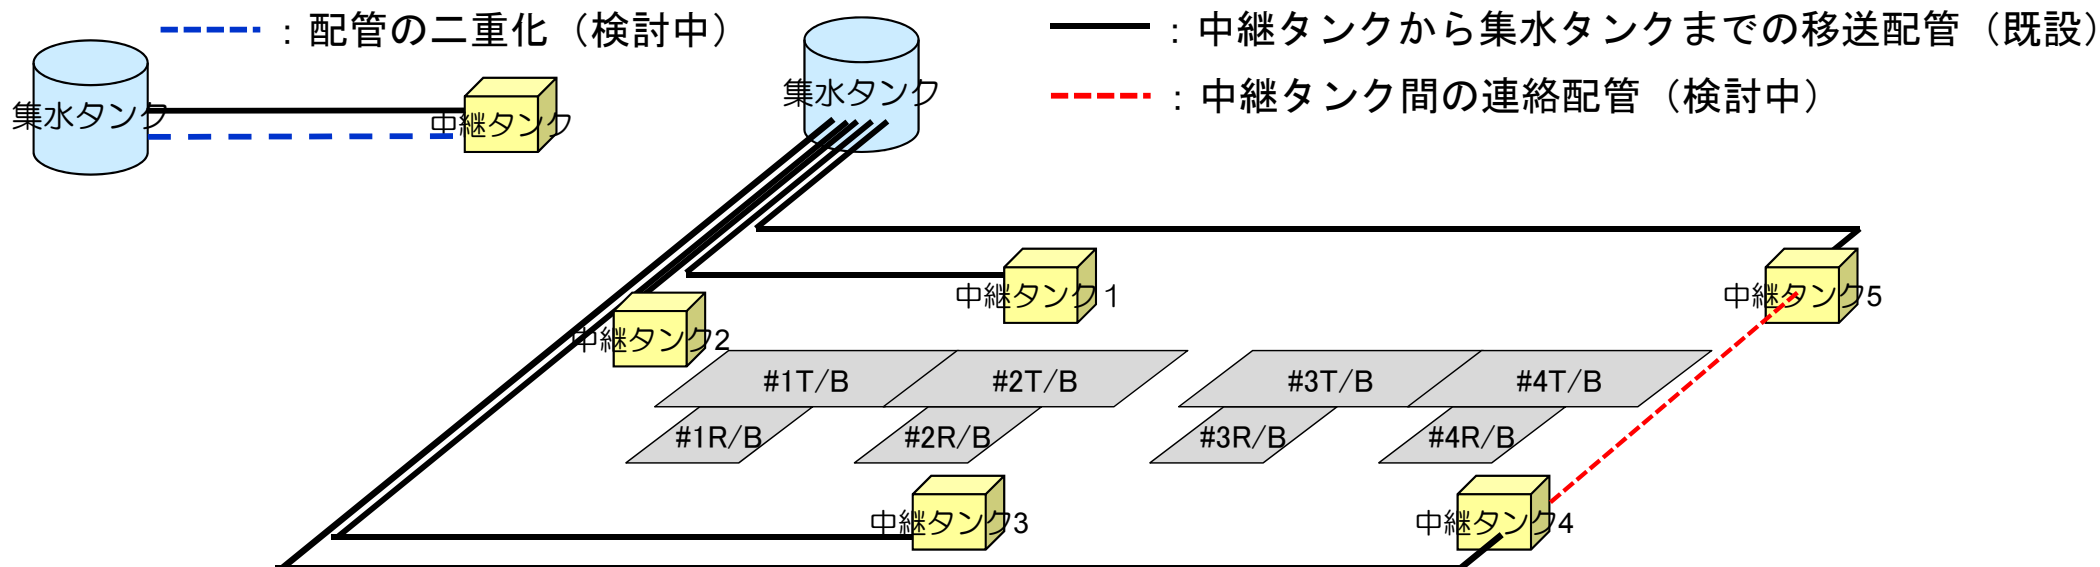 ：配管の二重化（検討中）
：中継タンクから集水タンクまでの移送配管（既設）
：中継タンク間の連絡配管（検討中）
集水タンク
中継タンク
集水タンク
中継タンク１
中継タンク5
中継タンク2
#1T/B
#2T/B
#3T/B
#4T/B
#1R/B
#2R/B
#3R/B
#4R/B
中継タンク3
中継タンク4